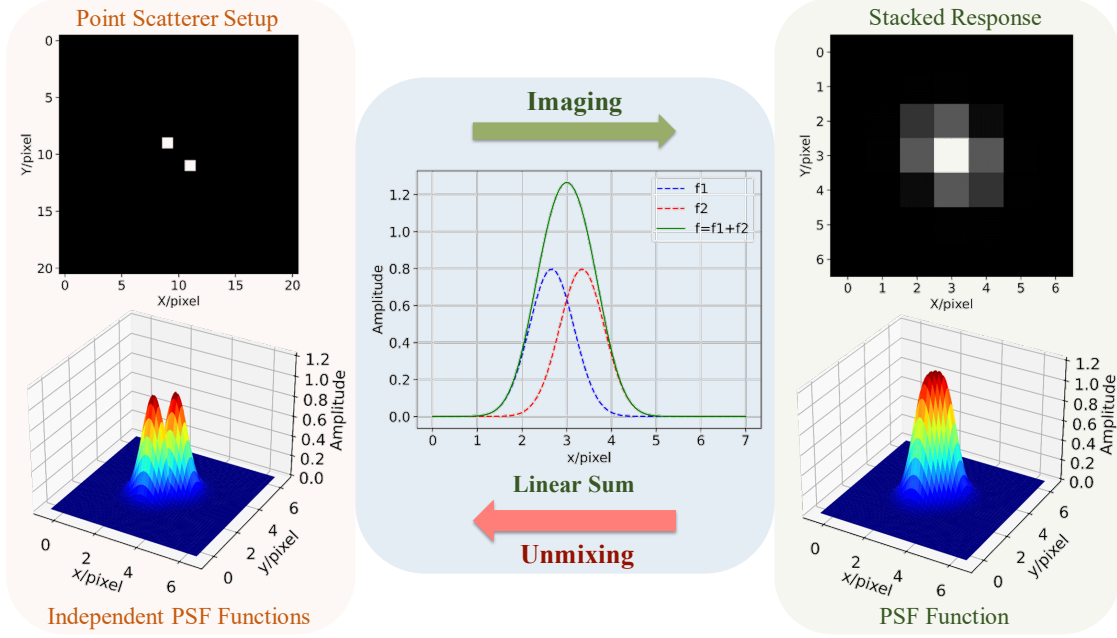 Point Scatterer Setup
0
5
10
15
20
Y/pixel
0 5 10 15 20
X/pixel
1.2
1.0
0.8
0.6
0.4
0.2
0.0
Amplitude
0 2 4 6
x/pixel
0 2 4 6
y/pixel
Independent PSF Functions
Imaging
f1
f2
f=f1+f2
1.2
1.0
0.8
0.6
0.4
0.2
0.0
Amplitude
0 1 2 3 4 5 6 7
x/pixel
Linear Sum
Unmixing
Stacked Response
0
1
2
3
4
5
6
Y/pixel
0 1 2 3 4 5 6
X/pixel
1.2
1.0
0.8
0.6
0.4
0.2
0.0
Amplitude
0 2 4 6
x/pixel
0 2 4 6
y/pixel
PSF Function